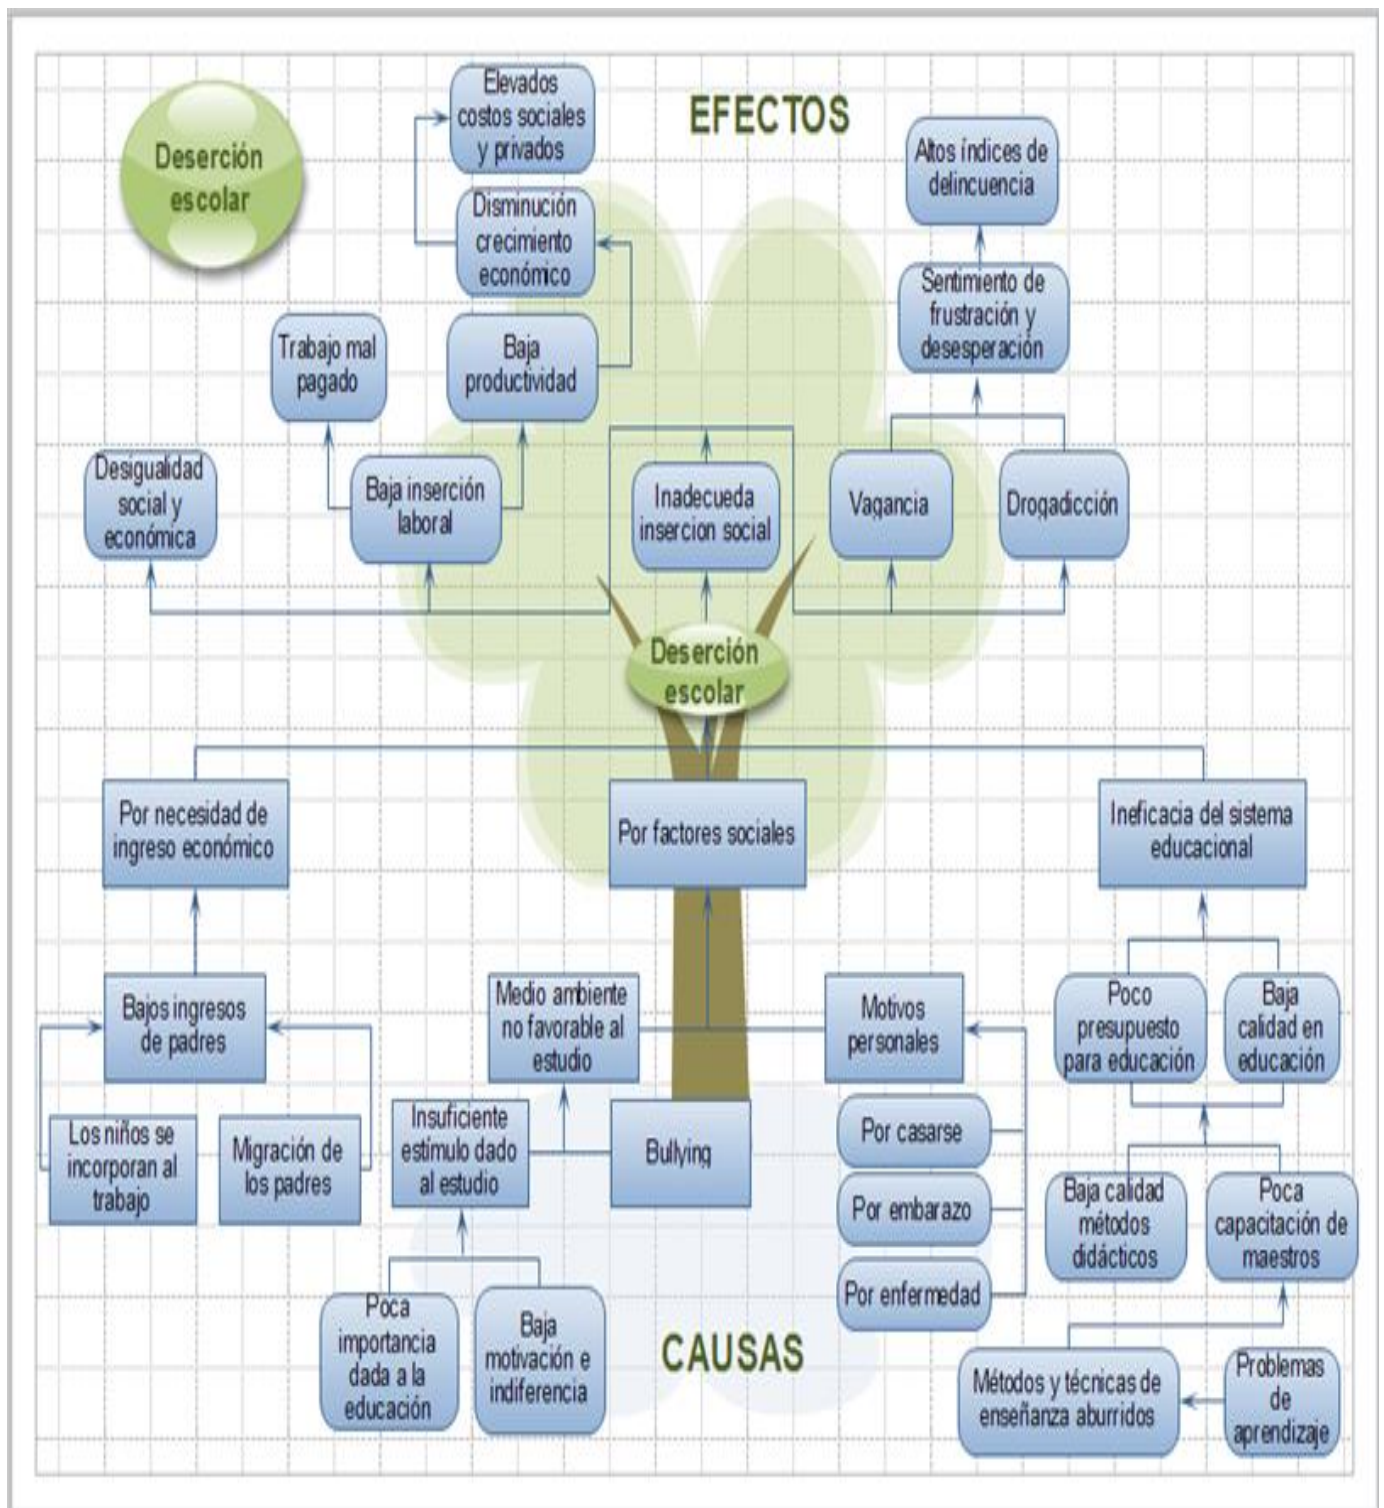 Deserción
escolar
Elevados
costos sociales
y privados
EFECTOS
Altos índices de
delincuencia
Disminución
crecimiento
económico
Sentimiento de
frustración y
desesperación
Trabajo mal
pagado
Baja
productividad
Desigualdad
social y
económica
Baja inserción
laboral
Inadecueda
insercion social
Vagancia
Drogadicción
Deserción
escolar
Por necesidad de
ingreso económico
Por factores sociales
Ineficacia del sistema
educacional
Bajos ingresos
de padres
Medio ambiente
no favorable al
estudio
Motivos
personales
Poco
presupuesto
para educación
Baja
calidad en
educación
Los niños se
incorporan al
trabajo
Migración de
los padres
Insuficiente
estímulo dado
al estudio
Bullying
Por casarse
Por embarazo
Por enfermedad
Baja calidad
métodos
didácticos
Poca
capacitación de
maestros
Poca
importancia
dada a la
educación
Baja
motivación e
indiferencia
CAUSAS
Métodos y técnicas de
enseñanza aburridos
Problemas
de
aprendizaje